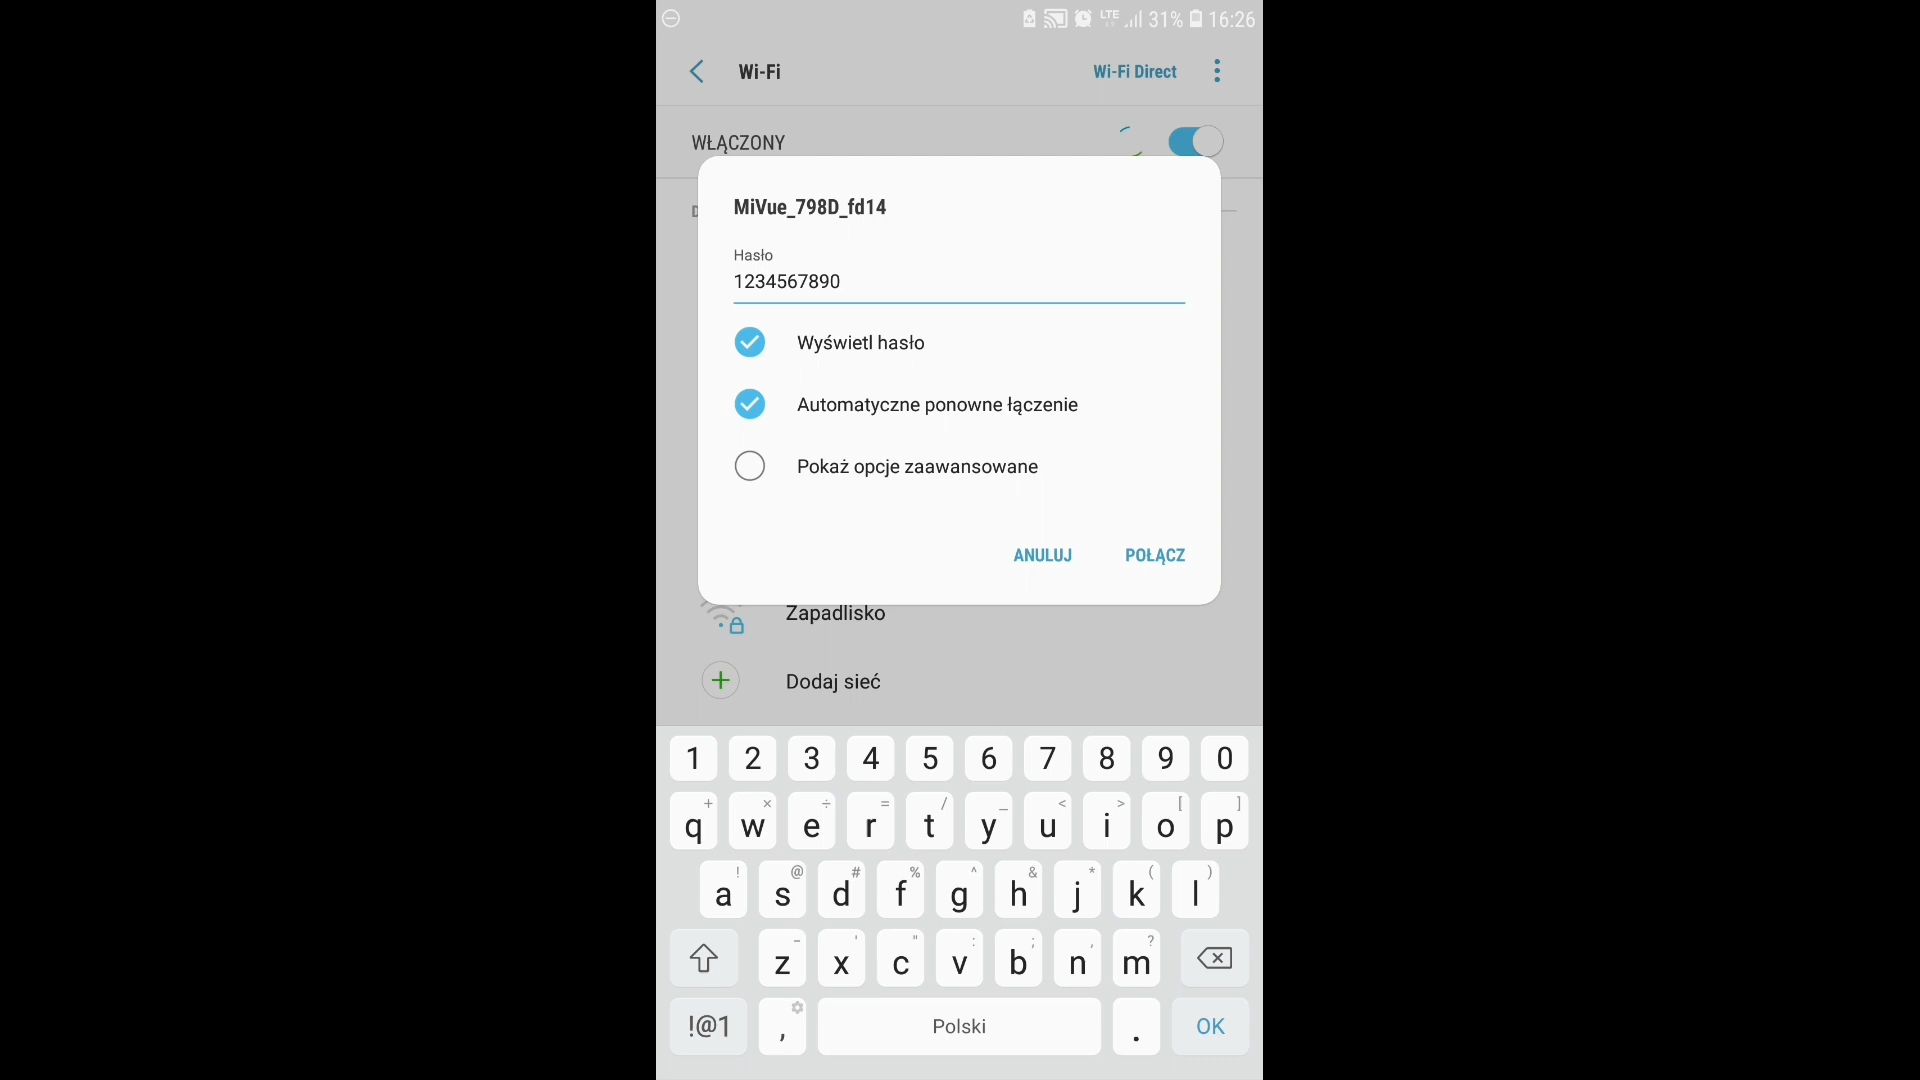 LTE 31% 16:26
Wi-Fi Wi-Fi Direct
WŁĄCZONY
MiVue_798D_fd14
Hasło
1234567890
Wyświetl hasło
Automatyczne ponowne łączenie
Pokaż opcje zaawansowane
ANULUJ POŁĄCZ
Zapadlisko
Dodaj sieć
1 2 3 4 5 6 7 8 9 0
+ × ÷ = / _ < > [ ]
q w e r t y u i o p
! @ # % ^ & * ( )
a s d f g h j k l
- ' " : ; , ?
z x c v b n m
!@1 , Polski . OK